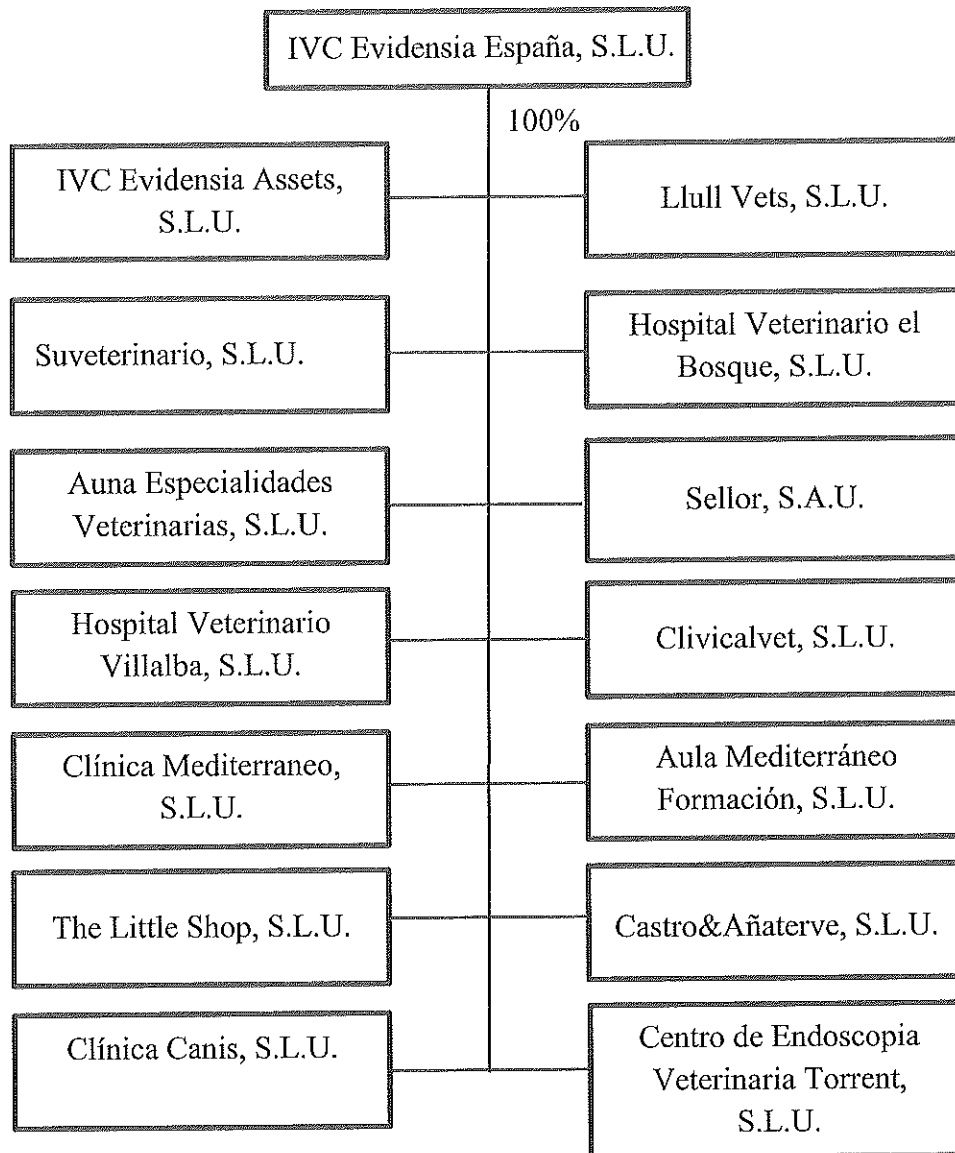 IVC Evidensia España, S.L.U.
100%
IVC Evidensia Assets,
S.L.U.
Llull Vets, S.L.U.
Suveterinario, S.L.U.
Hospital Veterinario el
Bosque, S.L.U.
Auna Especialidades
Veterinarias, S.L.U.
Sellor, S.A.U.
Hospital Veterinario
Villalba, S.L.U.
Clivicalvet, S.L.U.
Clínica Mediterraneo,
S.L.U.
Aula Mediterráneo
Formación, S.L.U.
The Little Shop, S.L.U.
Castro&Añaterve, S.L.U.
Clínica Canis, S.L.U.
Centro de Endoscopia
Veterinaria Torrent,
S.L.U.